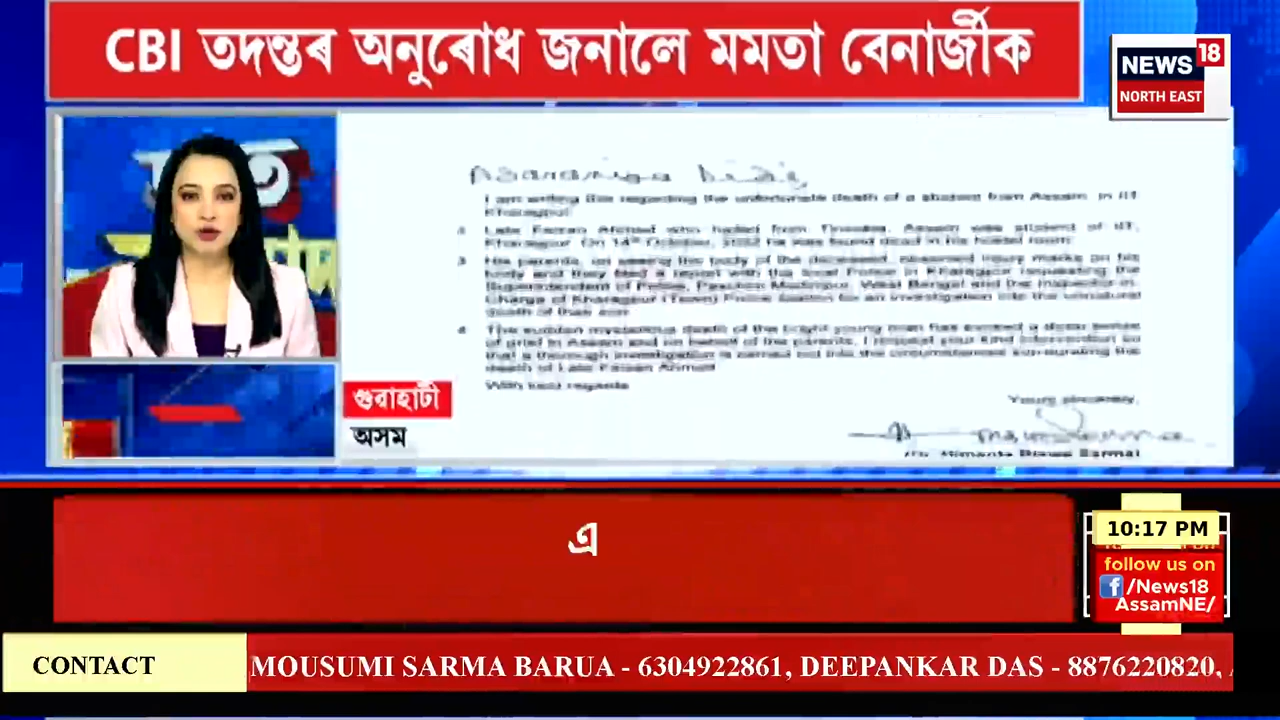 CBI তদন্তৰ অনুৰোধ জনালে মমতা বেনাৰ্জীক
NEWS 18
NORTH EAST
I am writing this regarding the unfortunate death of a student from Assam in IIT
Kharagpur.
Late Faizan Ahmed who hailed from Tinsukia, Assam was student of IIT,
Kharagpur. On 14th October, 2022 he was found dead in his hostel room.
3 His parents, on seeing the body of the deceased, observed injury marks on his
body and they filed a report with the local Police in Kharagpur requesting the
Superintendent of Police, Paschim Medinipur, West Bengal and the Inspector-in-
Charge of Kharagpur (Town) Police Station for an investigation into the unnatural
death of their son.
4 The sudden mysterious death of the bright young man has evoked a deep sense
of grief in Assam and on behalf of the parents, I request your kind intervention so
that a thorough investigation is carried out into the circumstances surrounding the
death of Late Faizan Ahmed
With kind regards
Yours sincerely,
(Dr. Himanta Biswa Sarma)
গুৱাহাটী
অসম
এ
10:17 PM
follow us on
/News18
AssamNE/
CONTACT MOUSUMI SARMA BARUA - 6304922861, DEEPANKAR DAS - 8876220820,